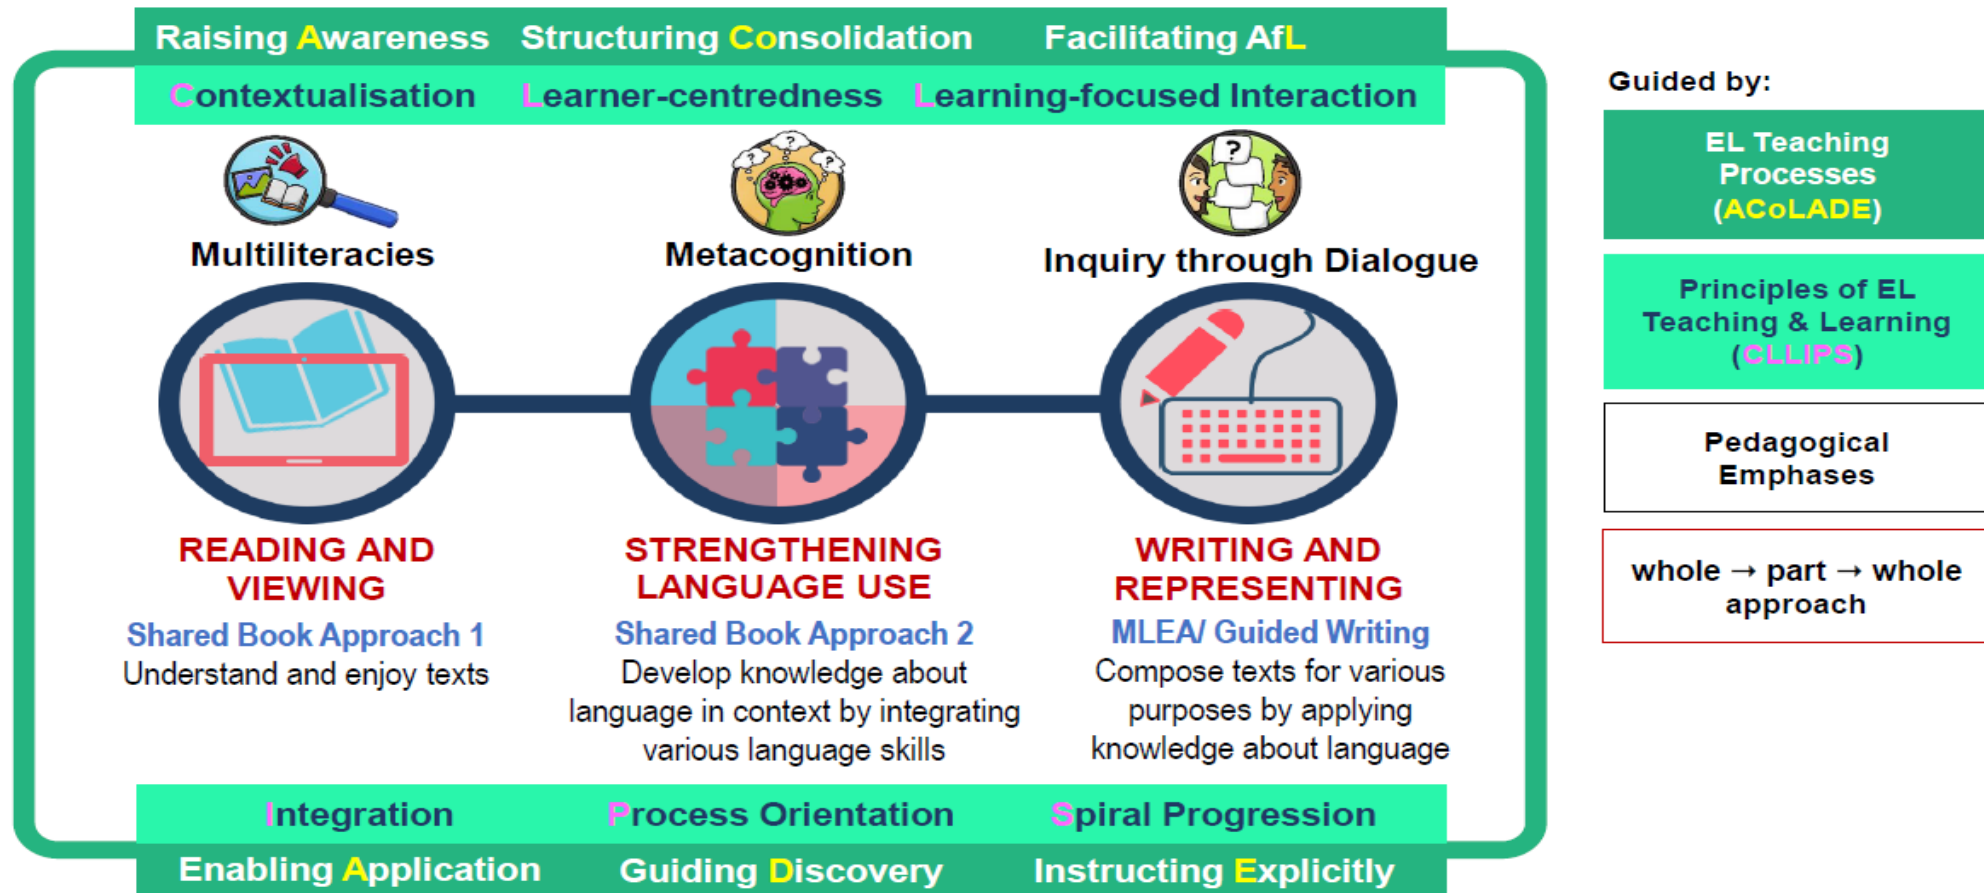 Raising Awareness Structuring Consolidation Facilitating AfL
Contextualisation Learner-centredness Learning-focused Interaction
Multiliteracies
Metacognition
Inquiry through Dialogue
READING AND
VIEWING
Shared Book Approach 1
Understand and enjoy texts
STRENGTHENING
LANGUAGE USE
Shared Book Approach 2
Develop knowledge about
language in context by integrating
various language skills
WRITING AND
REPRESENTING
MLEA/ Guided Writing
Compose texts for various
purposes by applying
knowledge about language
Integration Process Orientation Spiral Progression
Enabling Application Guiding Discovery Instructing Explicitly
Guided by:
EL Teaching
Processes
(ACoLADE)
Principles of EL
Teaching & Learning
(CLLIPS)
Pedagogical
Emphases
whole → part → whole
approach